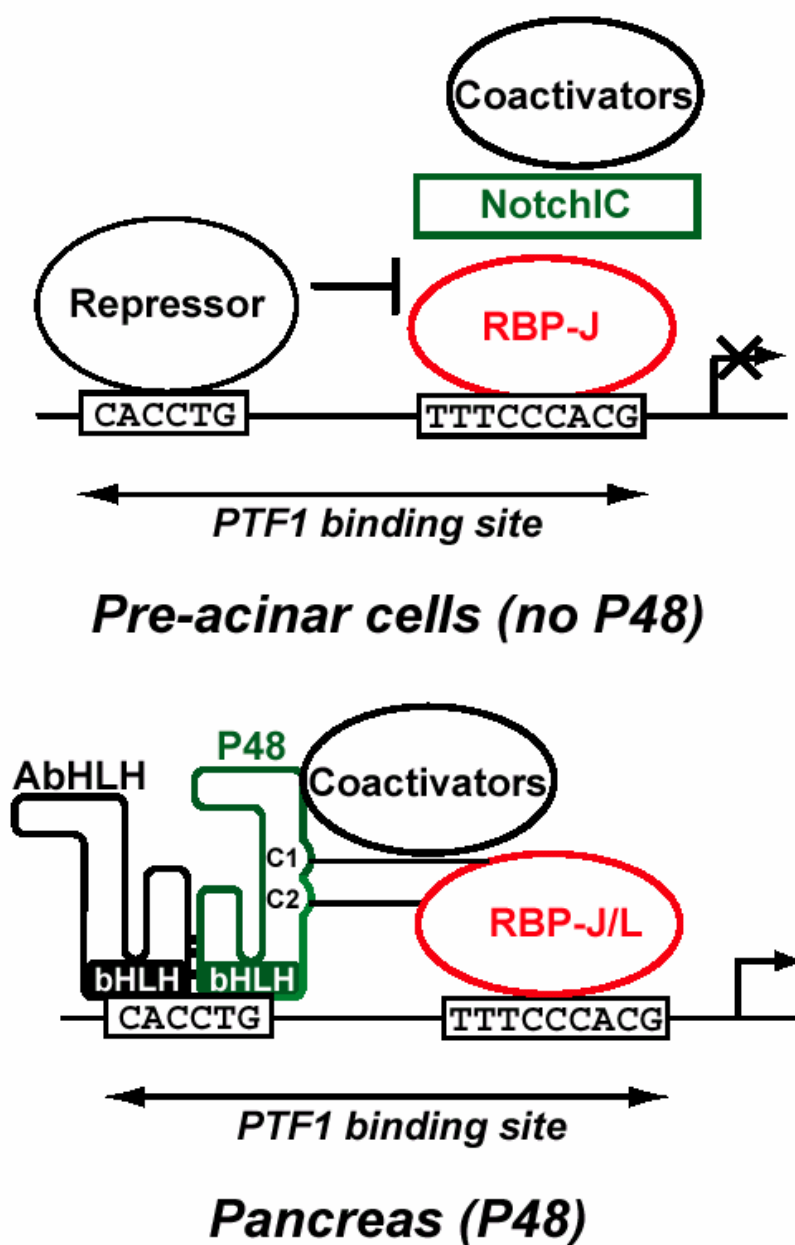 Coactivators
NotchIC
Repressor
RBP-J
CACCTG
TTTCCCACG
PTF1 binding site
Pre-acinar cells (no P48)
P48
AbHLH
Coactivators
C1
C2
RBP-J/L
bHLH
bHLH
CACCTG
TTTCCCACG
PTF1 binding site
Pancreas (P48)